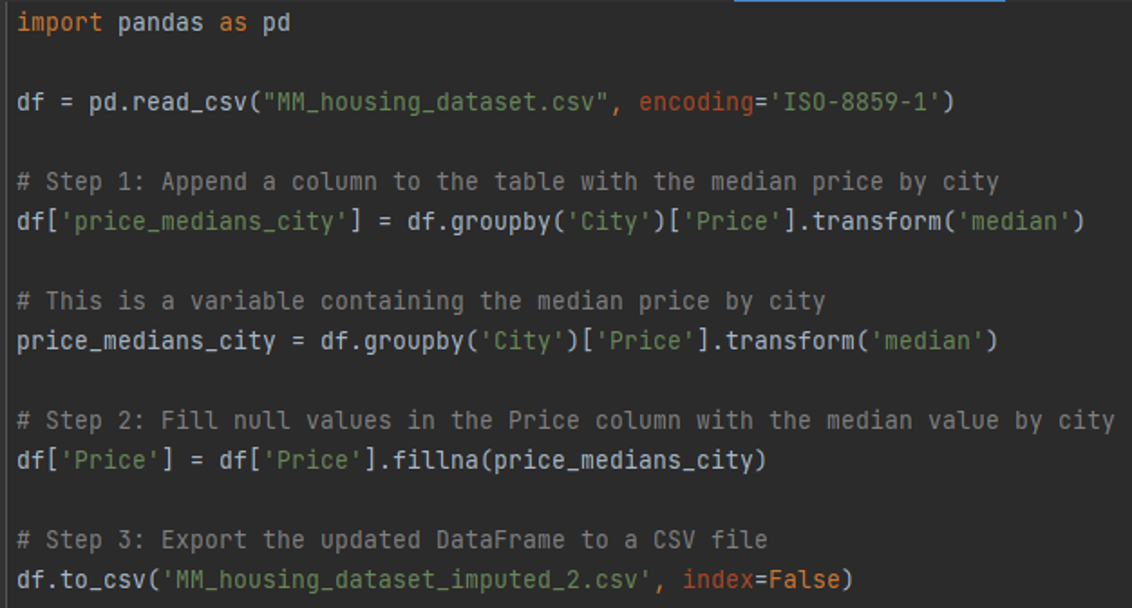 import pandas as pd
df = pd.read_csv("MM_housing_dataset.csv", encoding='ISO-8859-1')
# Step 1: Append a column to the table with the median price by city
df['price_medians_city'] = df.groupby('City')['Price'].transform('median')
# This is a variable containing the median price by city
price_medians_city = df.groupby('City')['Price'].transform('median')
# Step 2: Fill null values in the Price column with the median value by city
df['Price'] = df['Price'].fillna(price_medians_city)
# Step 3: Export the updated DataFrame to a CSV file
df.to_csv('MM_housing_dataset_imputed_2.csv', index=False)